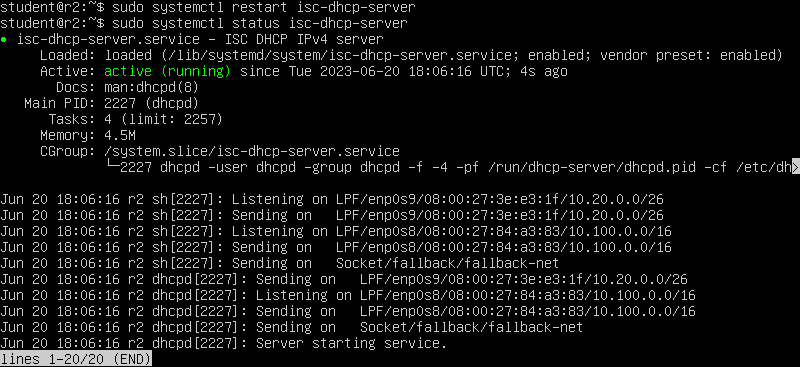 student@r2:~$ sudo systemctl restart isc-dhcp-server
student@r2:~$ sudo systemctl status isc-dhcp-server
● isc-dhcp-server.service - ISC DHCP IPv4 server
     Loaded: loaded (/lib/systemd/system/isc-dhcp-server.service; enabled; vendor preset: enabled)
     Active: active (running) since Tue 2023-06-20 18:06:16 UTC; 4s ago
       Docs: man:dhcpd(8)
   Main PID: 2227 (dhcpd)
      Tasks: 4 (limit: 2257)
     Memory: 4.5M
     CGroup: /system.slice/isc-dhcp-server.service
             └─2227 dhcpd -user dhcpd -group dhcpd -f -4 -pf /run/dhcp-server/dhcpd.pid -cf /etc/dh>
Jun 20 18:06:16 r2 sh[2227]: Listening on LPF/enp0s9/08:00:27:3e:e3:1f/10.20.0.0/26
Jun 20 18:06:16 r2 sh[2227]: Sending on   LPF/enp0s9/08:00:27:3e:e3:1f/10.20.0.0/26
Jun 20 18:06:16 r2 sh[2227]: Listening on LPF/enp0s8/08:00:27:84:a3:83/10.100.0.0/16
Jun 20 18:06:16 r2 sh[2227]: Sending on   LPF/enp0s8/08:00:27:84:a3:83/10.100.0.0/16
Jun 20 18:06:16 r2 sh[2227]: Sending on   Socket/fallback/fallback-net
Jun 20 18:06:16 r2 dhcpd[2227]: Sending on   LPF/enp0s9/08:00:27:3e:e3:1f/10.20.0.0/26
Jun 20 18:06:16 r2 dhcpd[2227]: Listening on LPF/enp0s8/08:00:27:84:a3:83/10.100.0.0/16
Jun 20 18:06:16 r2 dhcpd[2227]: Sending on   LPF/enp0s8/08:00:27:84:a3:83/10.100.0.0/16
Jun 20 18:06:16 r2 dhcpd[2227]: Sending on   Socket/fallback/fallback-net
Jun 20 18:06:16 r2 dhcpd[2227]: Server starting service.
lines 1-20/20 (END)